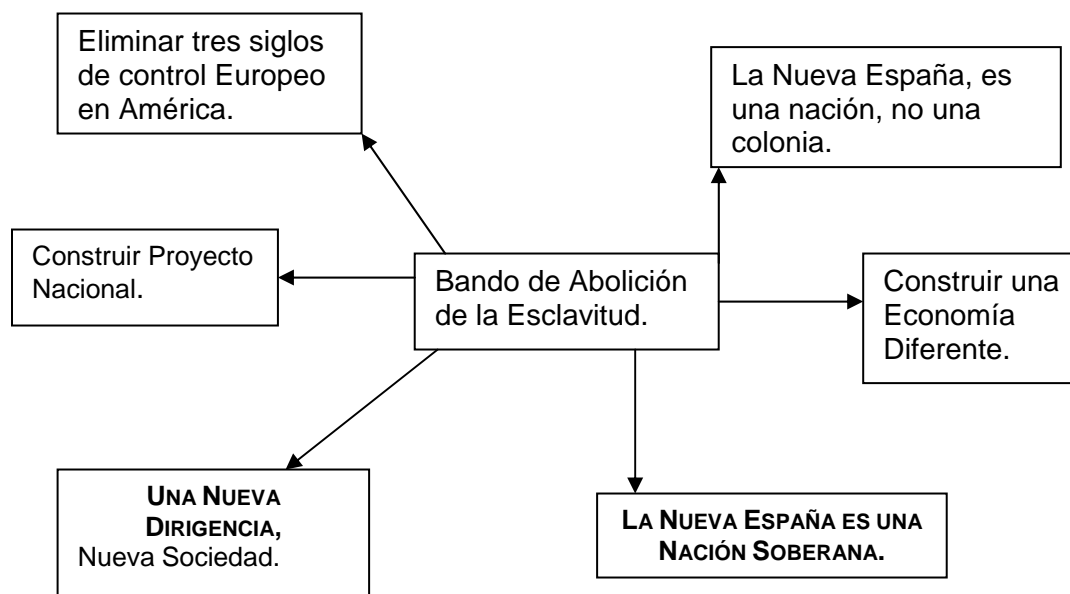 Eliminar tres siglos
de control Europeo
en América.
La Nueva España, es
una nación, no una
colonia.
Construir Proyecto
Nacional.
Bando de Abolición
de la Esclavitud.
Construir una
Economía
Diferente.
UNA NUEVA
DIRIGENCIA,
Nueva Sociedad.
LA NUEVA ESPAÑA ES UNA
NACIÓN SOBERANA.